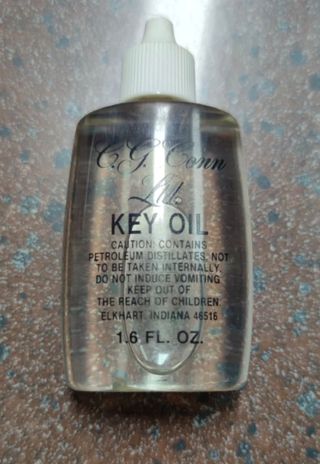 C.G. Conn
Ltd.
KEY OIL
CAUTION: CONTAINS
PETROLEUM DISTILLATES. NOT
TO BE TAKEN INTERNALLY.
DO NOT INDUCE VOMITING
KEEP OUT OF
THE REACH OF CHILDREN.
ELKHART, INDIANA 46516
1.6 FL. OZ.